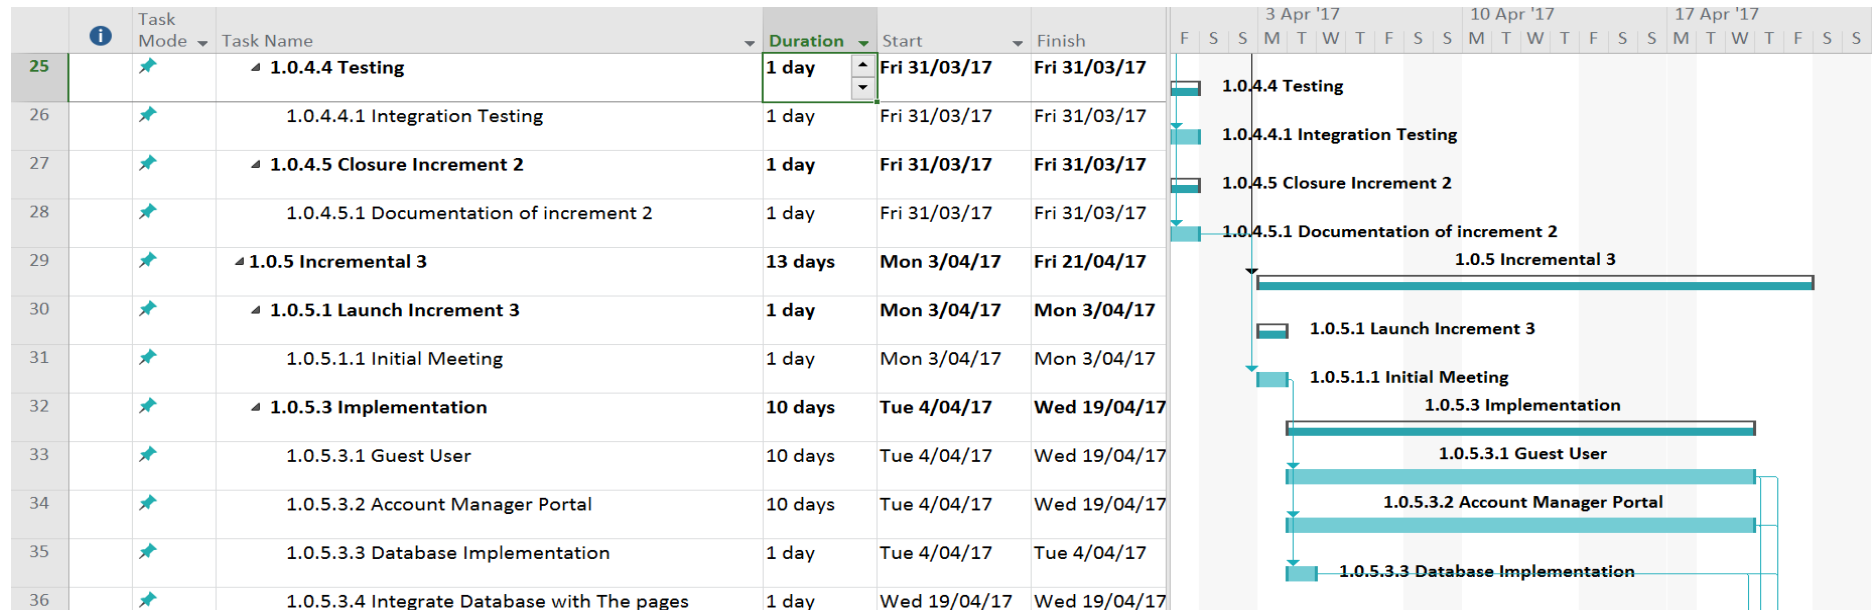 Task Mode Task Name Duration Start Finish
3 Apr '17 10 Apr '17 17 Apr '17
F S S M T W T F S S M T W T F S S M T W T F S S
25 1.0.4.4 Testing 1 day Fri 31/03/17 Fri 31/03/17
1.0.4.4 Testing
26 1.0.4.4.1 Integration Testing 1 day Fri 31/03/17 Fri 31/03/17
1.0.4.4.1 Integration Testing
27 1.0.4.5 Closure Increment 2 1 day Fri 31/03/17 Fri 31/03/17
1.0.4.5 Closure Increment 2
28 1.0.4.5.1 Documentation of increment 2 1 day Fri 31/03/17 Fri 31/03/17
1.0.4.5.1 Documentation of increment 2
29 1.0.5 Incremental 3 13 days Mon 3/04/17 Fri 21/04/17
1.0.5 Incremental 3
30 1.0.5.1 Launch Increment 3 1 day Mon 3/04/17 Mon 3/04/17
1.0.5.1 Launch Increment 3
31 1.0.5.1.1 Initial Meeting 1 day Mon 3/04/17 Mon 3/04/17
1.0.5.1.1 Initial Meeting
32 1.0.5.3 Implementation 10 days Tue 4/04/17 Wed 19/04/17
1.0.5.3 Implementation
33 1.0.5.3.1 Guest User 10 days Tue 4/04/17 Wed 19/04/17
1.0.5.3.1 Guest User
34 1.0.5.3.2 Account Manager Portal 10 days Tue 4/04/17 Wed 19/04/17
1.0.5.3.2 Account Manager Portal
35 1.0.5.3.3 Database Implementation 1 day Tue 4/04/17 Tue 4/04/17
1.0.5.3.3 Database Implementation
36 1.0.5.3.4 Integrate Database with The pages 1 day Wed 19/04/17 Wed 19/04/17